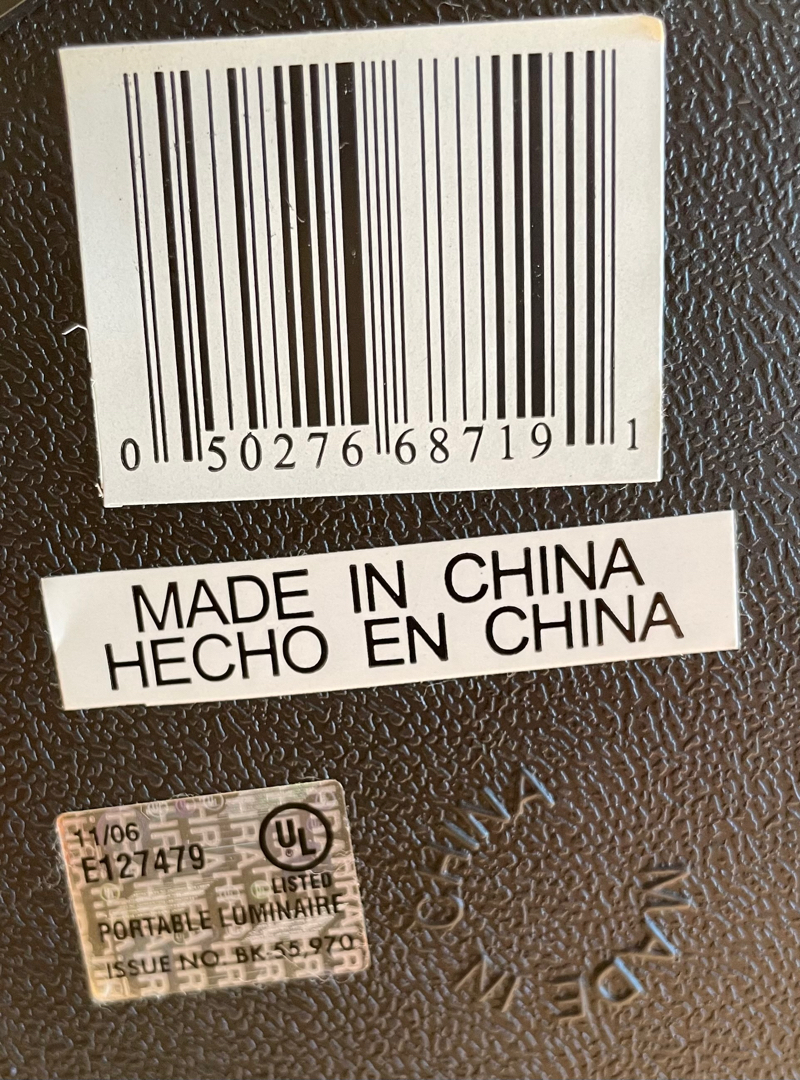 0 50276 68719 1
MADE IN CHINA
HECHO EN CHINA
11/06
E127479
UL
LISTED
PORTABLE LUMINAIRE
ISSUE NO. BK-55,970
MADE IN CHINA